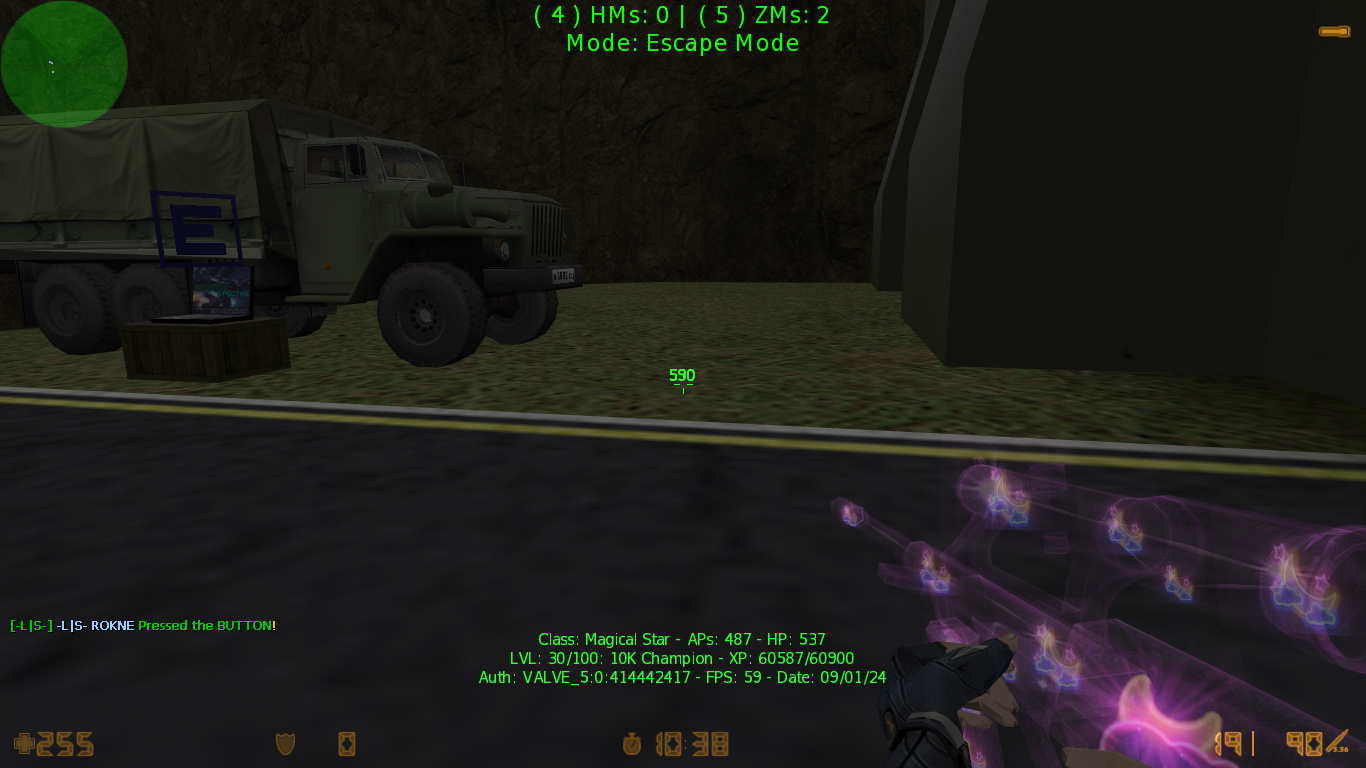 ( 4 ) HMs: 0 | ( 5 ) ZMs: 2
Mode: Escape Mode
E
590
[-L|S-] -L|S- ROKNE Pressed the BUTTON!
Class: Magical Star - APs: 487 - HP: 537
LVL: 30/100: 10K Champion - XP: 60587/60900
Auth: VALVE_5:0:414442417 - FPS: 59 - Date: 09/01/24
255 0 10:38 19 | 90 5.56